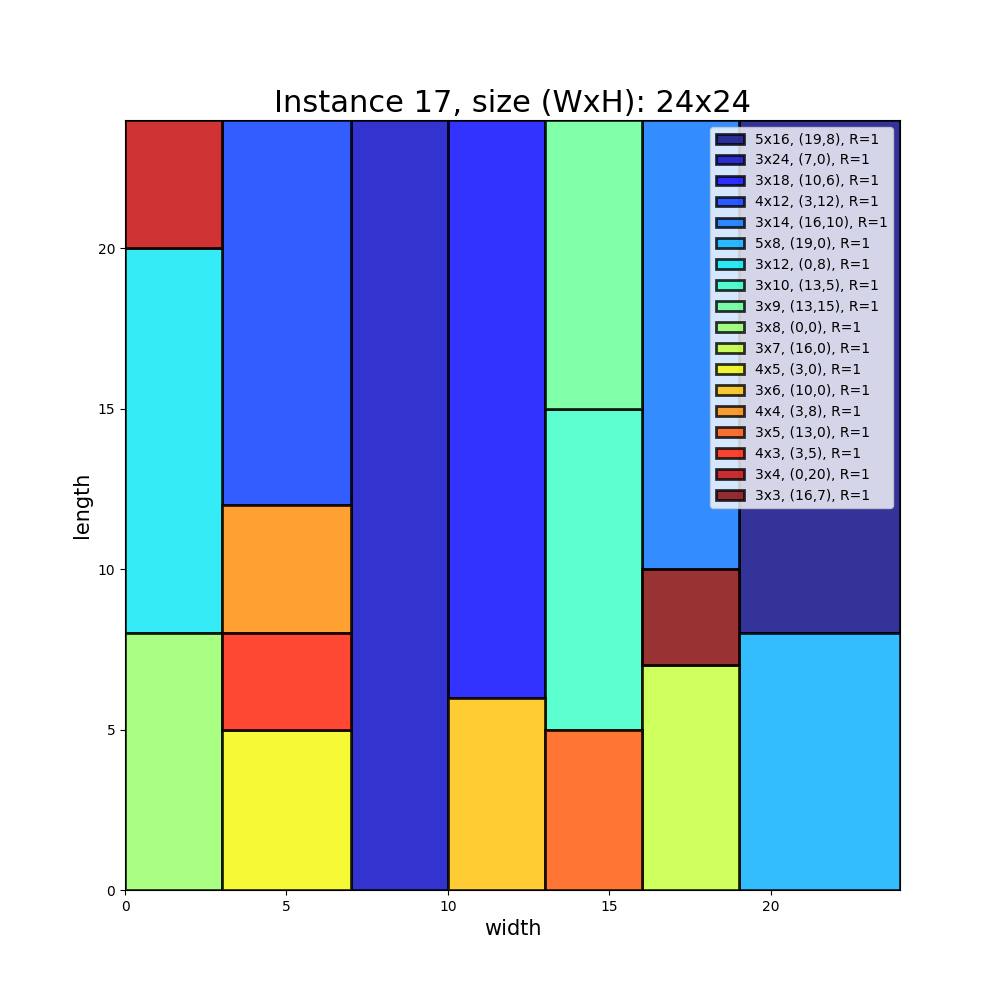 Instance 17, size (WxH): 24x24
5x16, (19,8), R=1
3x24, (7,0), R=1
3x18, (10,6), R=1
4x12, (3,12), R=1
3x14, (16,10), R=1
5x8, (19,0), R=1
3x12, (0,8), R=1
3x10, (13,5), R=1
3x9, (13,15), R=1
3x8, (0,0), R=1
3x7, (16,0), R=1
4x5, (3,0), R=1
3x6, (10,0), R=1
4x4, (3,8), R=1
3x5, (13,0), R=1
4x3, (3,5), R=1
3x4, (0,20), R=1
3x3, (16,7), R=1
20
15
10
5
0
length
0 5 10 15 20
width